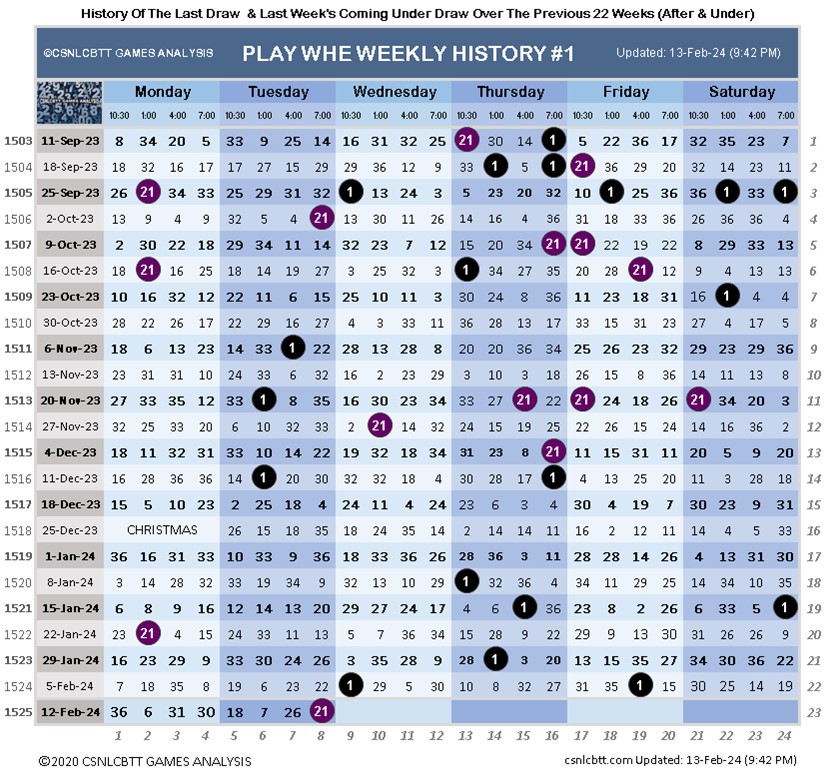 History Of The Last Draw & Last Week's Coming Under Draw Over The Previous 22 Weeks (After & Under)
©CSNLCBTT GAMES ANALYSIS PLAY WHE WEEKLY HISTORY #1 Updated: 13-Feb-24 (9:42 PM)
CSNLCBTT GAMES ANALYSIS Monday Tuesday Wednesday Thursday Friday Saturday
10:30 1:00 4:00 7:00 10:30 1:00 4:00 7:00 10:30 1:00 4:00 7:00 10:30 1:00 4:00 7:00 10:30 1:00 4:00 7:00 10:30 1:00 4:00 7:00
1503 11-Sep-23 8 34 20 5 33 9 25 14 16 31 32 25 21 30 14 1 5 22 36 17 32 35 23 7 1
1504 18-Sep-23 18 32 16 17 17 27 15 29 29 36 12 9 33 1 5 1 21 36 29 20 32 14 23 11 2
1505 25-Sep-23 26 21 34 33 25 29 31 32 1 13 24 3 5 23 20 32 10 1 25 36 36 1 33 1 3
1506 2-Oct-23 13 9 4 9 32 5 4 21 13 30 11 26 14 16 4 36 31 18 33 36 26 36 36 4 4
1507 9-Oct-23 2 30 22 18 29 34 11 14 32 23 7 12 15 20 34 21 21 22 19 22 8 29 33 13 5
1508 16-Oct-23 18 21 16 25 18 14 19 27 3 25 32 3 1 34 27 35 20 28 21 12 9 4 13 13 6
1509 23-Oct-23 10 16 32 12 22 11 6 15 25 10 11 3 30 24 8 36 11 23 18 31 16 1 4 4 7
1510 30-Oct-23 28 22 26 17 22 29 16 27 4 3 33 11 36 28 13 17 33 15 31 23 27 4 17 5 8
1511 6-Nov-23 18 6 13 23 14 33 1 22 28 13 28 8 20 20 36 34 25 26 23 32 29 23 29 36 9
1512 13-Nov-23 23 31 31 10 24 33 6 32 16 2 23 29 3 10 3 18 26 15 8 36 14 11 13 8 10
1513 20-Nov-23 27 33 35 12 33 1 8 35 16 30 23 34 33 27 21 22 21 24 18 26 21 34 20 3 11
1514 27-Nov-23 32 25 33 20 6 10 32 33 2 21 14 32 24 15 19 25 22 26 15 24 14 14 36 2 12
1515 4-Dec-23 18 11 32 31 33 10 14 22 19 32 18 34 31 23 8 21 11 15 31 11 20 5 9 20 13
1516 11-Dec-23 16 28 36 36 14 1 20 30 32 32 18 4 30 28 17 1 4 14 25 30 11 3 28 18 14
1517 18-Dec-23 15 5 10 23 2 25 18 4 24 11 4 24 23 6 3 4 30 4 19 7 30 23 9 31 15
1518 25-Dec-23 CHRISTMAS 26 15 18 35 18 24 35 14 2 14 14 11 16 2 12 11 14 4 5 33 16
1519 1-Jan-24 36 16 31 33 10 33 9 36 18 33 36 26 28 36 3 11 28 28 14 26 4 13 31 30 17
1520 8-Jan-24 3 14 28 32 33 19 34 9 32 13 10 29 1 32 36 4 34 11 29 25 14 34 10 35 18
1521 15-Jan-24 6 8 9 16 12 14 13 20 29 27 24 17 4 6 1 36 23 8 2 26 6 33 5 1 19
1522 22-Jan-24 23 21 4 15 24 33 11 13 5 7 36 34 15 28 9 22 29 9 13 30 31 26 26 9 20
1523 29-Jan-24 16 23 29 9 33 30 24 26 3 35 28 9 28 1 3 20 13 15 35 27 34 30 36 22 21
1524 5-Feb-24 7 18 35 8 19 6 23 22 1 29 5 30 10 8 32 27 31 35 1 15 30 25 14 19 22
1525 12-Feb-24 36 6 31 30 18 7 26 21 23
1 2 3 4 5 6 7 8 9 10 11 12 13 14 15 16 17 18 19 20 21 22 23 24
©2020 CSNLCBTT GAMES ANALYSIS csnlcbtt.com Updated: 13-Feb-24 (9:42 PM)